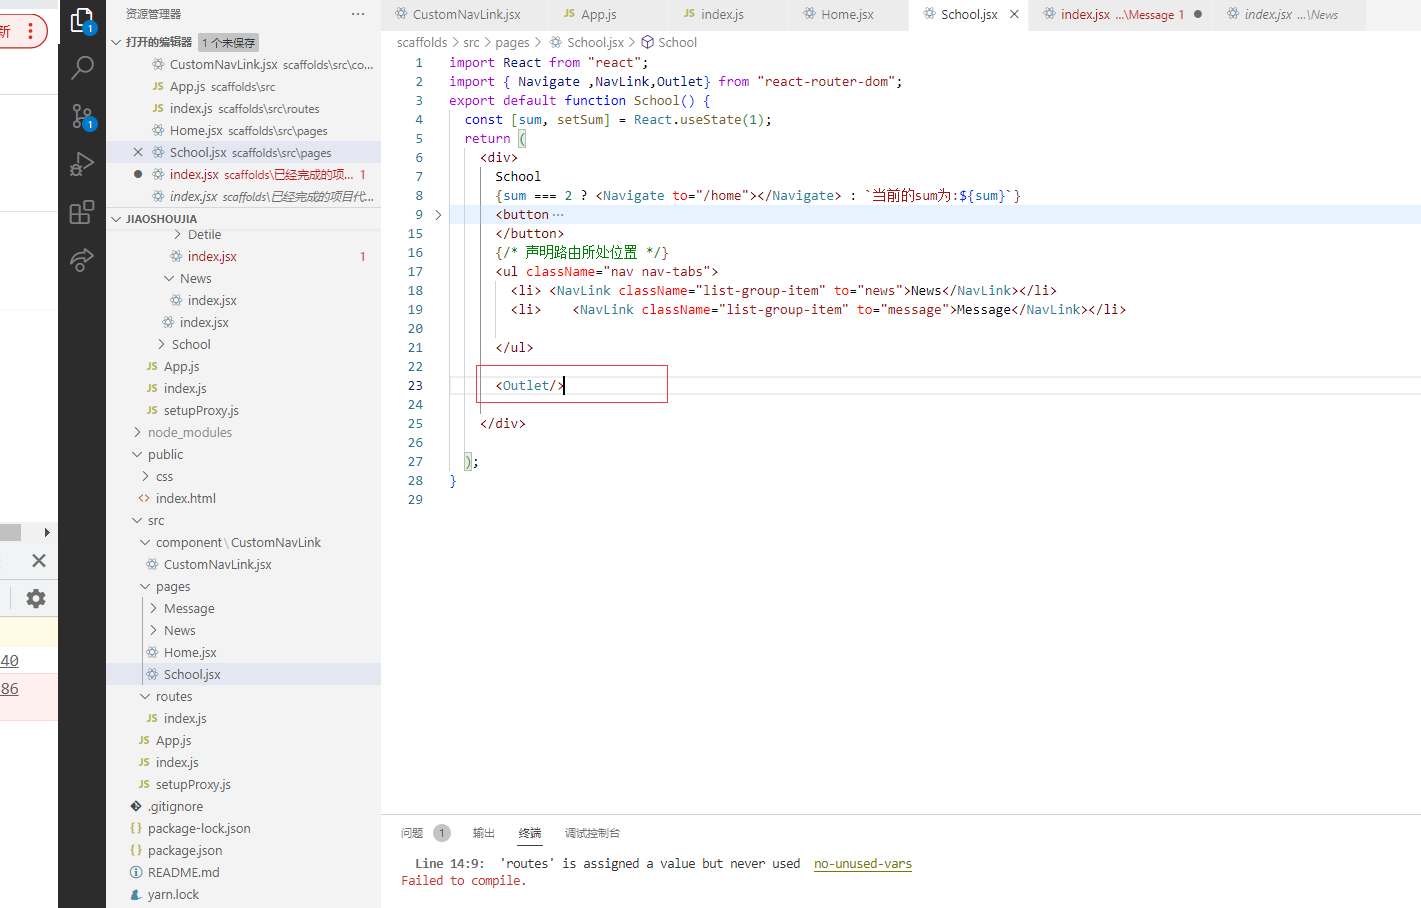 新
40
86
1
1
资源管理器
打开的编辑器 1 个未保存
CustomNavLink.jsx scaffolds\src\co...
App.js scaffolds\src
index.js scaffolds\src\routes
Home.jsx scaffolds\src\pages
School.jsx scaffolds\src\pages
index.jsx scaffolds\已经完成的项... 1
index.jsx scaffolds\已经完成的项目代...
JIAOSHOUJIA
Detile
index.jsx 1
News
index.jsx
index.jsx
School
App.js
index.js
setupProxy.js
node_modules
public
css
index.html
src
component\CustomNavLink
CustomNavLink.jsx
pages
Message
News
Home.jsx
School.jsx
routes
index.js
App.js
index.js
setupProxy.js
.gitignore
package-lock.json
package.json
README.md
yarn.lock
CustomNavLink.jsx App.js index.js Home.jsx School.jsx index.jsx ...\Message 1 index.jsx ...\News
scaffolds > src > pages > School.jsx > School
1 import React from "react";
2 import { Navigate ,NavLink,Outlet} from "react-router-dom";
3 export default function School() {
4 const [sum, setSum] = React.useState(1);
5 return (
6 <div>
7 School
8 {sum === 2 ? <Navigate to="/home"></Navigate> : `当前的sum为:${sum}`}
9 <button ...
15 </button>
16 {/* 声明路由所处位置 */}
17 <ul className="nav nav-tabs">
18 <li> <NavLink className="list-group-item" to="news">News</NavLink></li>
19 <li>    <NavLink className="list-group-item" to="message">Message</NavLink></li>
20
21 </ul>
22
23 <Outlet/>
24
25 </div>
26
27 );
28 }
29
问题 1 输出 终端 调试控制台
Line 14:9: 'routes' is assigned a value but never used no-unused-vars
Failed to compile.